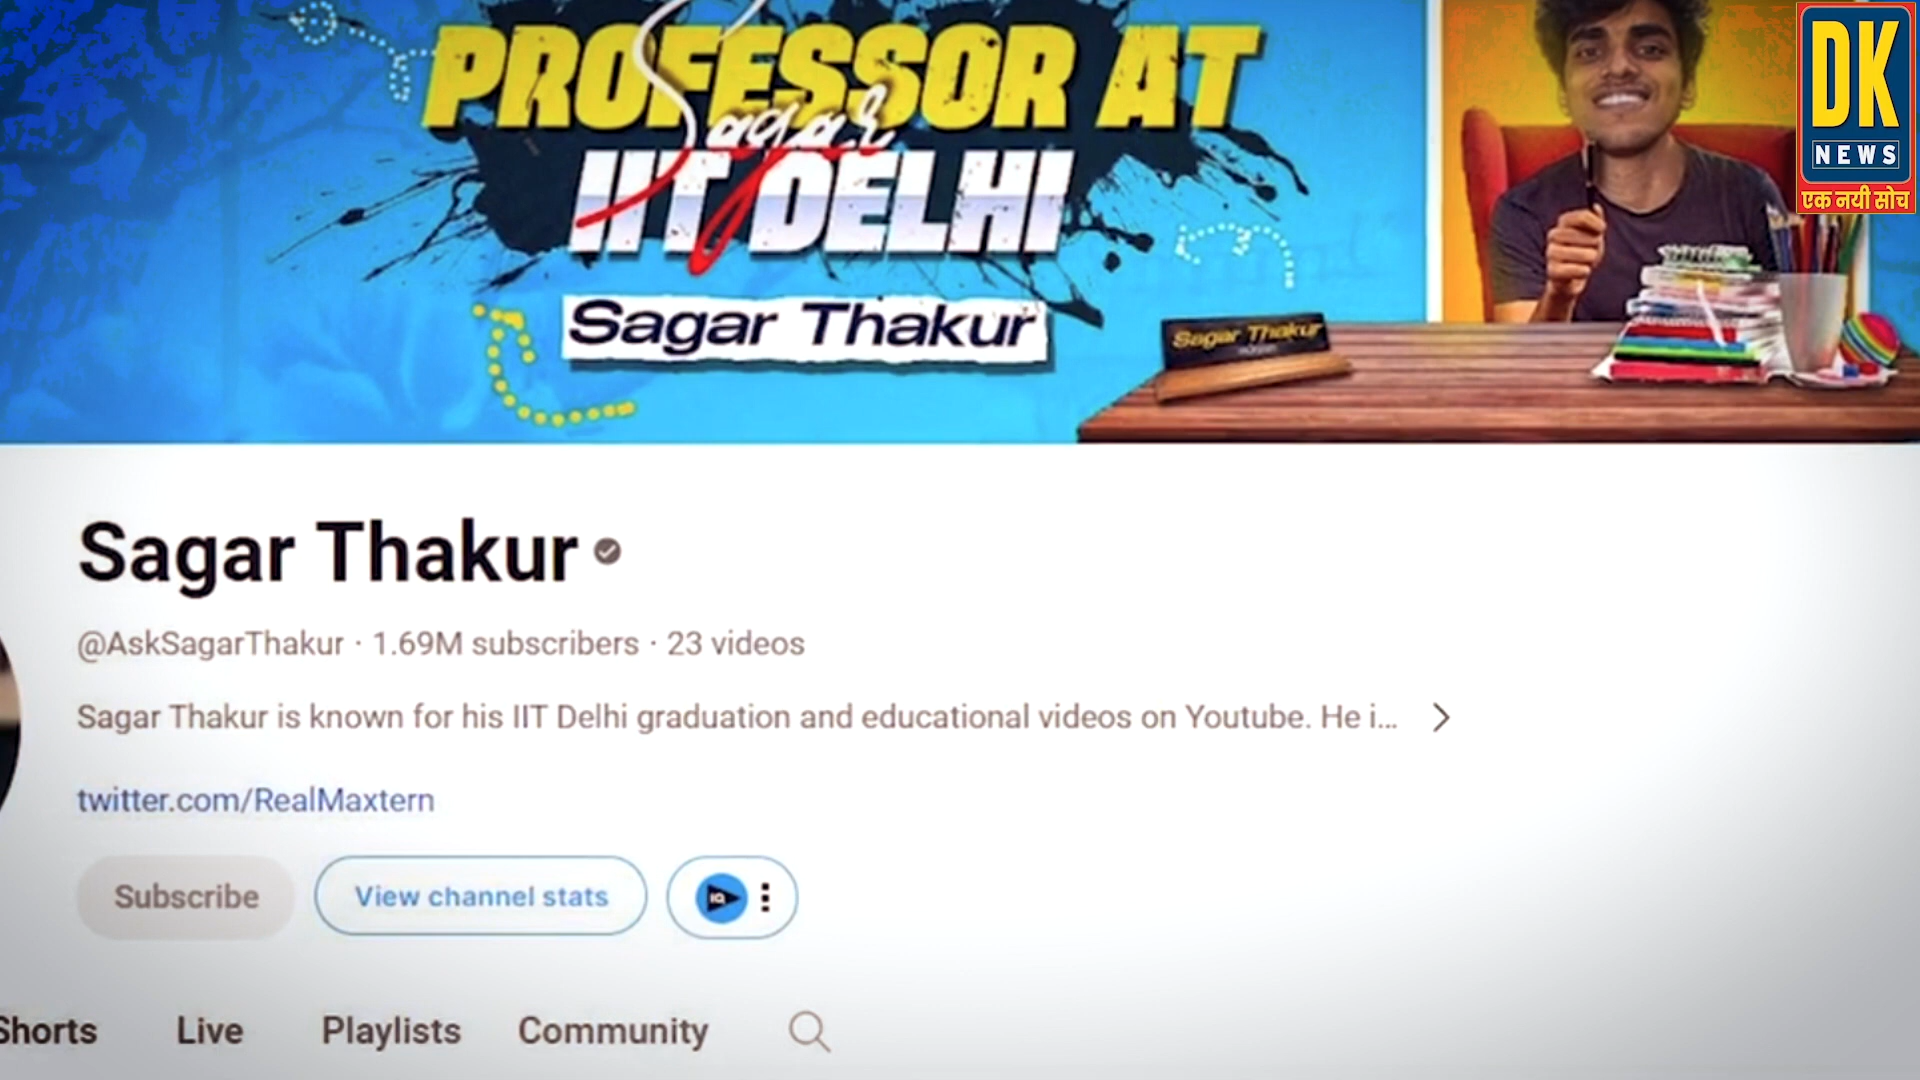 PROFESSOR AT
Sagar
IIT DELHI
Sagar Thakur
Sagar Thakur
DK
NEWS
एक नयी सोच
Sagar Thakur
@AskSagarThakur · 1.69M subscribers · 23 videos
Sagar Thakur is known for his IIT Delhi graduation and educational videos on Youtube. He i...
twitter.com/RealMaxtern
Subscribe
View channel stats
IQ
Shorts
Live
Playlists
Community